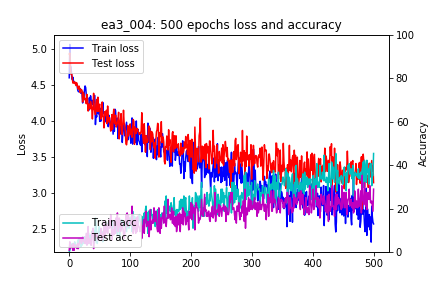 ea3_004: 500 epochs loss and accuracy
Train loss
Test loss
Train acc
Test acc
Loss
5.0
4.5
4.0
3.5
3.0
2.5
Accuracy
100
80
60
40
20
0
0
100
200
300
400
500